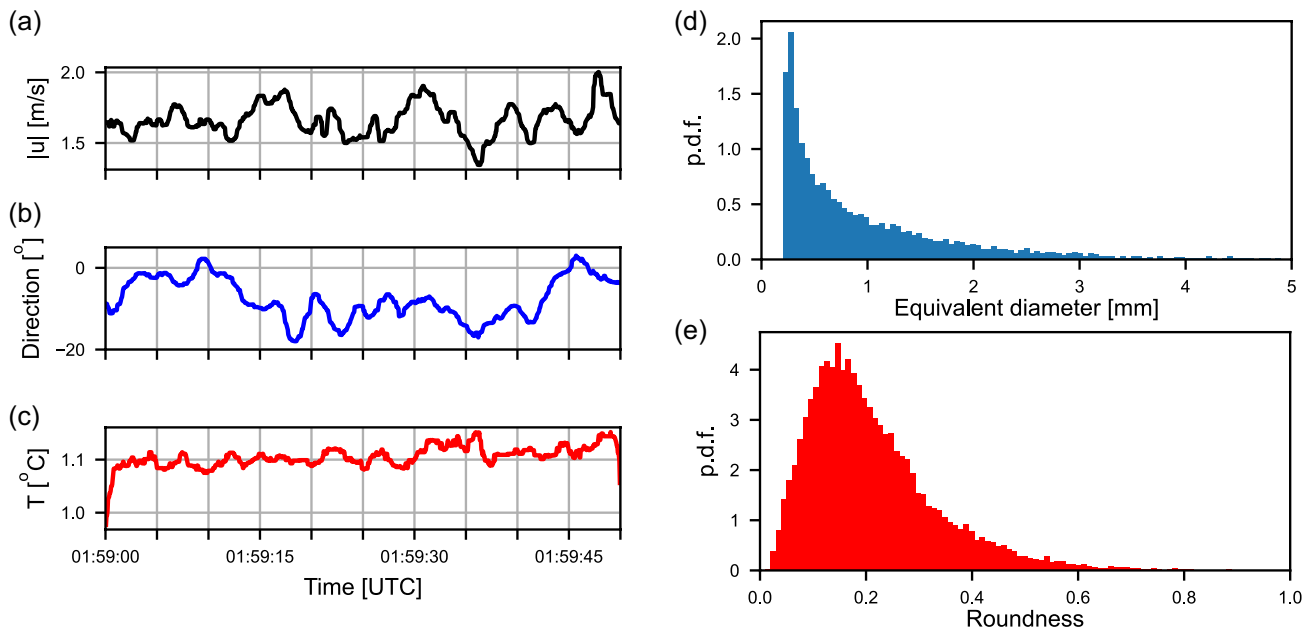 (a)
2.0
1.5
|u| [m/s]
(b)
0
−20
Direction [°]
(c)
1.1
1.0
T [°C]
01:59:00 01:59:15 01:59:30 01:59:45
Time [UTC]
(d)
2.0
1.5
1.0
0.5
0.0
p.d.f.
0 1 2 3 4 5
Equivalent diameter [mm]
(e)
4
3
2
1
0
p.d.f.
0.0 0.2 0.4 0.6 0.8 1.0
Roundness